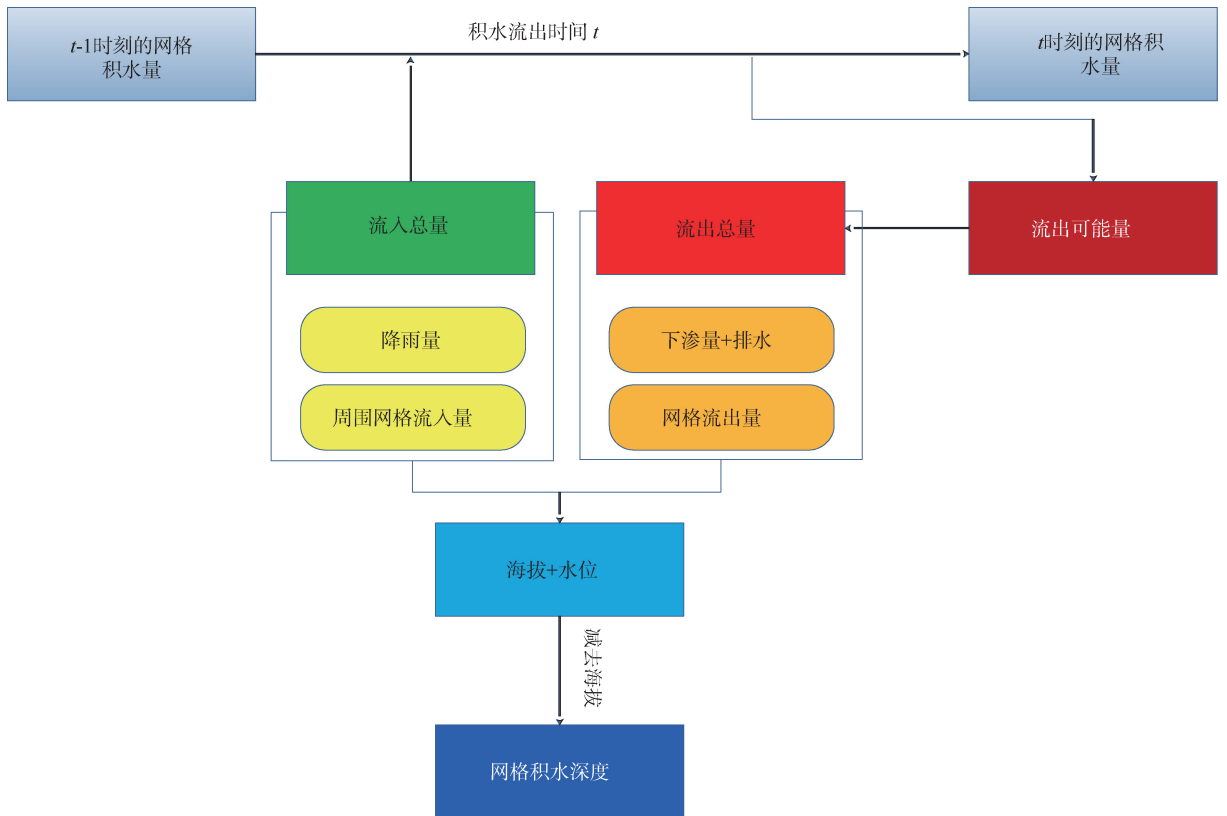 积水流出时间 t
t-1时刻的网格
积水量
t时刻的网格积
水量
流入总量
流出总量
流出可能量
降雨量
下渗量+排水
周围网格流入量
网格流出量
海拔+水位
减去海拔
网格积水深度